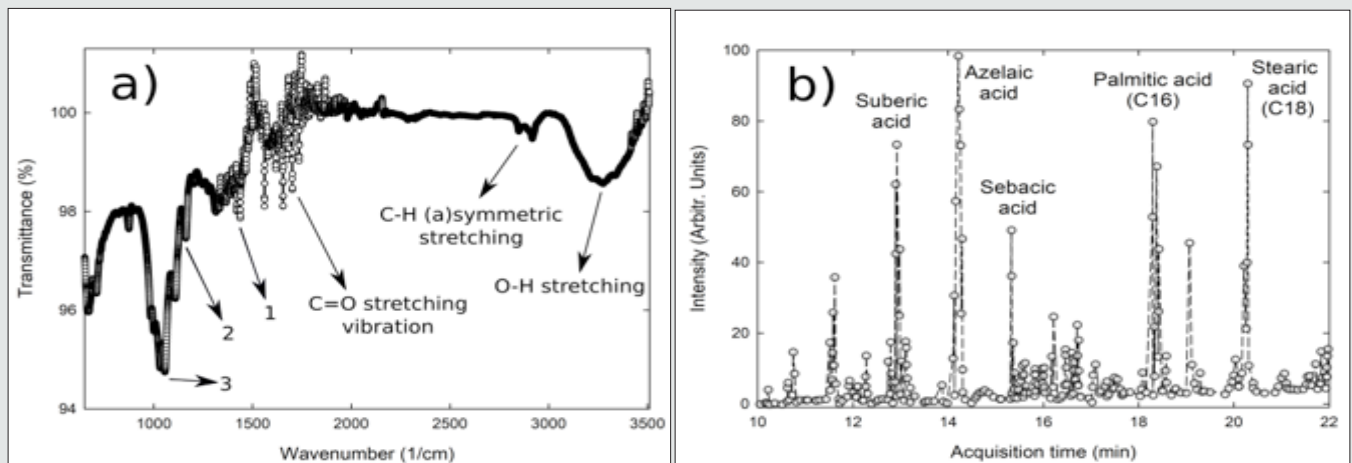 a)
100
98
96
94
Transmittance (%)
C-H (a)symmetric
stretching
O-H stretching
C=O stretching
vibration
1
2
3
1000
1500
2000
2500
3000
3500
Wavenumber (1/cm)
b)
100
80
60
40
20
0
Intensity (Arbitr. Units)
Suberic
acid
Azelaic
acid
Sebacic
acid
Palmitic acid
(C16)
Stearic
acid
(C18)
10
12
14
16
18
20
22
Acquisition time (min)